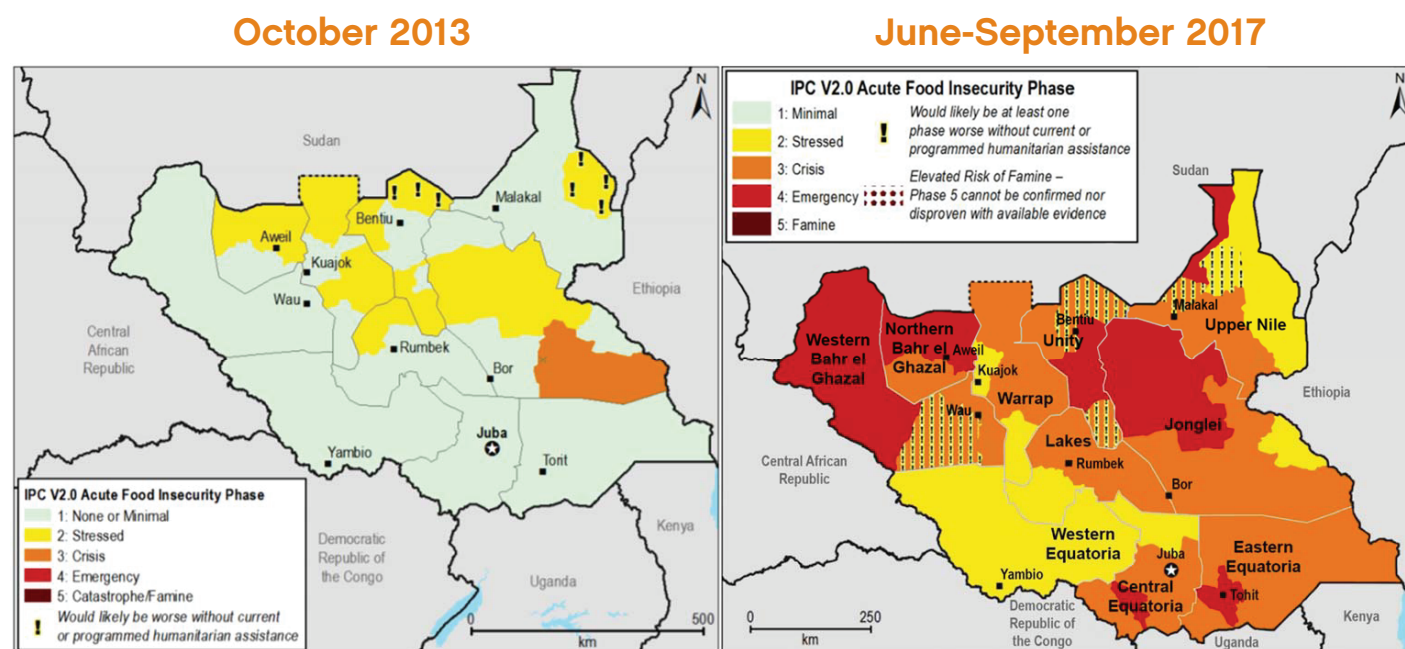 October 2013
June-September 2017
N
Sudan
Malakal
Bentiu
Aweil
Kuajok
Ethiopia
Wau
Central
African
Republic
Rumbek
Bor
Juba
Yambio
Torit
IPC V2.0 Acute Food Insecurity Phase
1: None or Minimal
2: Stressed
3: Crisis
4: Emergency
5: Catastrophe/Famine
! Would likely be worse without current
or programmed humanitarian assistance
Democratic
Republic of
the Congo
Kenya
Uganda
0 500
km
IPC V2.0 Acute Food Insecurity Phase
1: Minimal
2: Stressed
3: Crisis
4: Emergency
5: Famine
! Would likely be at least one
phase worse without current or
programmed humanitarian assistance
Elevated Risk of Famine –
Phase 5 cannot be confirmed nor
disproven with available evidence
N
Sudan
Malakal
Upper Nile
Bentiu
Unity
Western
Bahr el
Ghazal
Northern
Bahr el
Ghazal
Aweil
Kuajok
Ethiopia
Warrap
Wau
Jonglei
Lakes
Rumbek
Central African
Republic
Bor
Western
Equatoria
Juba
Eastern
Equatoria
Yambio
Central
Equatoria
Tohit
Democratic
Republic of
the Congo
Uganda
Kenya
0 250
km